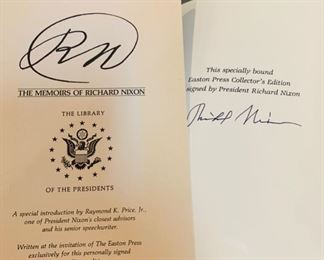 RN
THE MEMOIRS OF RICHARD NIXON
THE LIBRARY
OF THE PRESIDENTS
A special introduction by Raymond K. Price, Jr.,
one of President Nixon's closest advisors and
his senior speechwriter.
Written at the invitation of The Easton Press
exclusively for this personally signed
This specially bound
Easton Press Collector's Edition
signed by President Richard Nixon
Richard Nixon